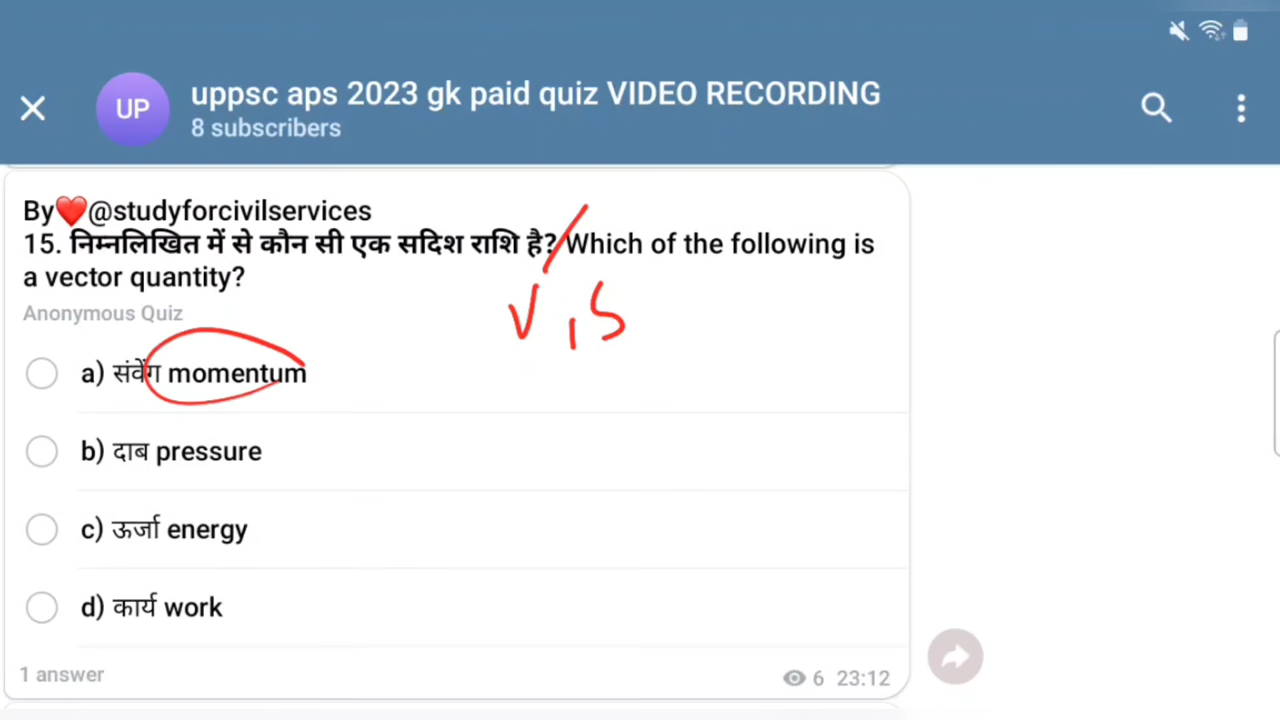 UP
uppsc aps 2023 gk paid quiz VIDEO RECORDING
8 subscribers
By❤️@studyforcivilservices
15. निम्नलिखित में से कौन सी एक सदिश राशि है? Which of the following is
a vector quantity?
Anonymous Quiz
V, S
a) संवेंग momentum
b) दाब pressure
c) ऊर्जा energy
d) कार्य work
1 answer
6 23:12